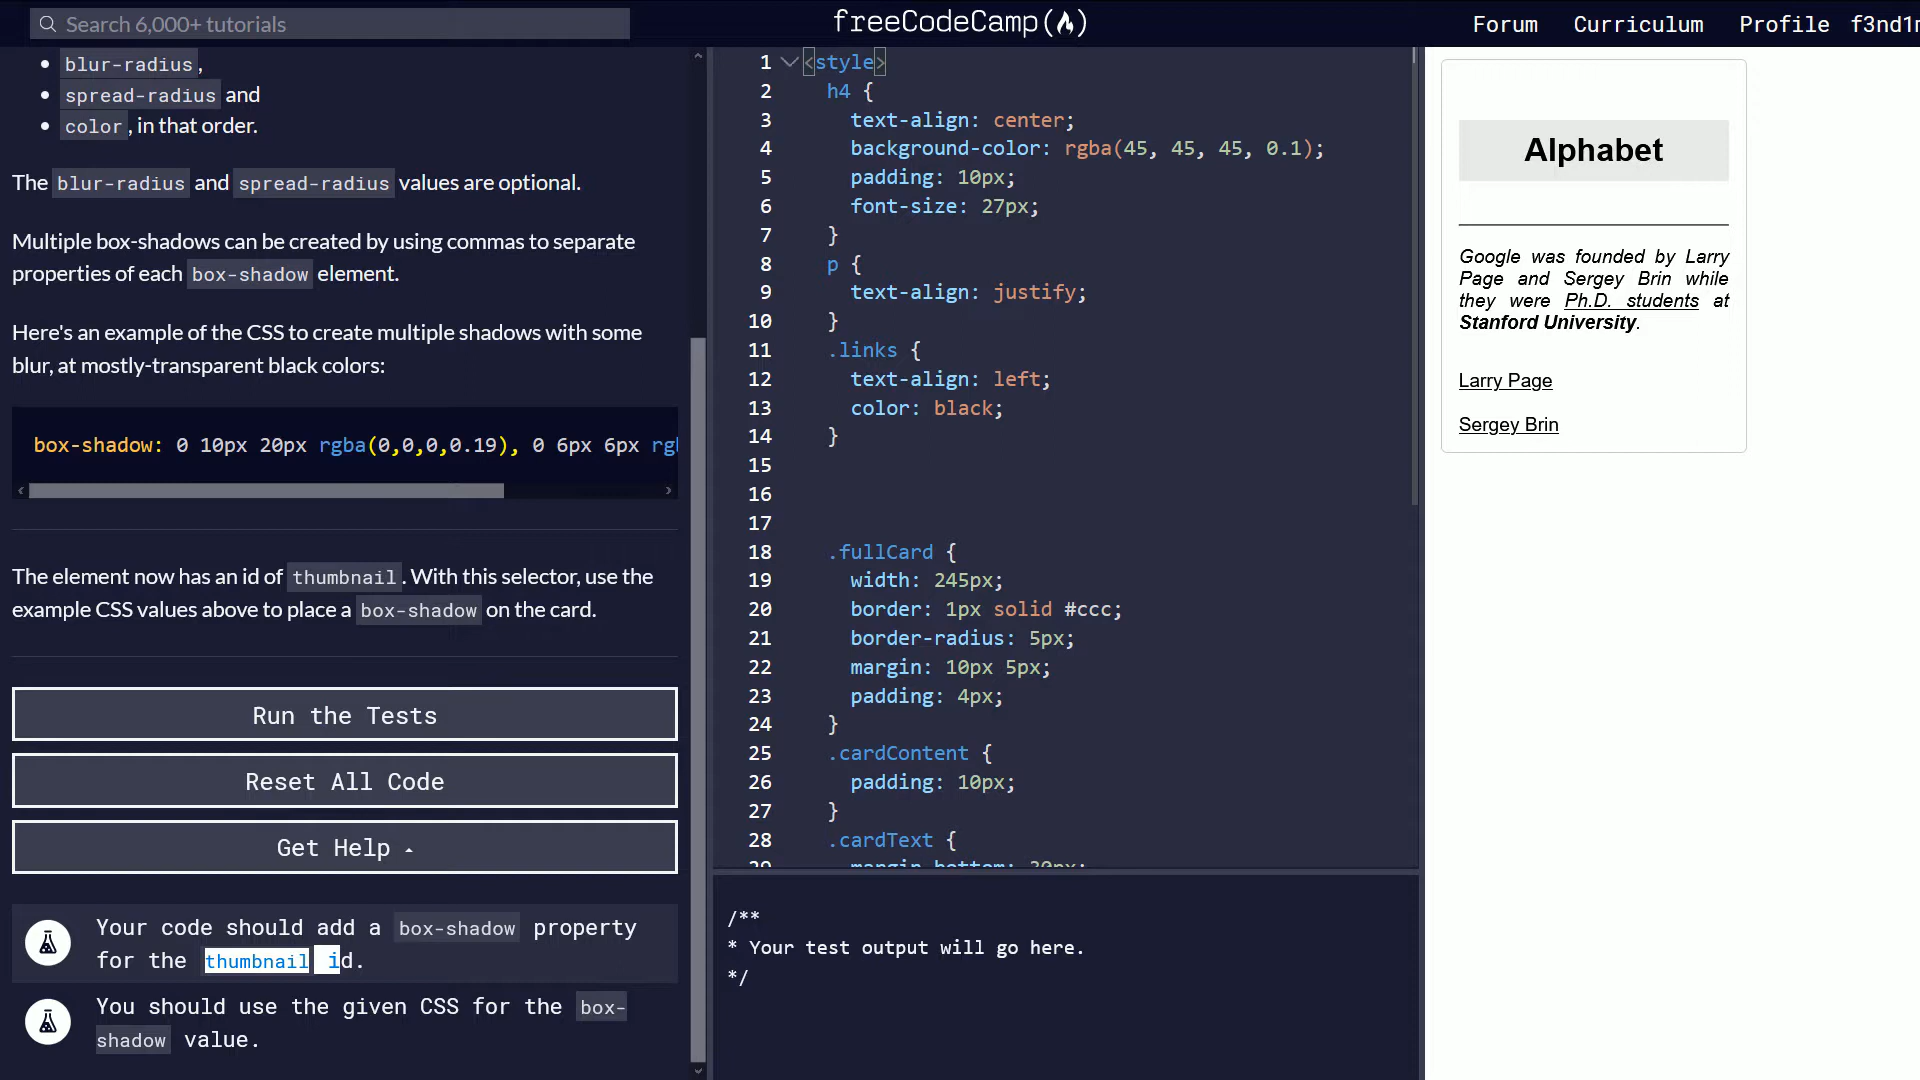 Search 6,000+ tutorials
freeCodeCamp
Forum
Curriculum
Profile
f3nd1m
blur-radius,
spread-radius and
color, in that order.
The blur-radius and spread-radius values are optional.
Multiple box-shadows can be created by using commas to separate
properties of each box-shadow element.
Here's an example of the CSS to create multiple shadows with some
blur, at mostly-transparent black colors:
box-shadow: 0 10px 20px rgba(0,0,0,0.19), 0 6px 6px rgb
The element now has an id of thumbnail. With this selector, use the
example CSS values above to place a box-shadow on the card.
Run the Tests
Reset All Code
Get Help
Your code should add a box-shadow property
for the thumbnail id.
You should use the given CSS for the box-
shadow value.
1 <style>
2 h4 {
3 text-align: center;
4 background-color: rgba(45, 45, 45, 0.1);
5 padding: 10px;
6 font-size: 27px;
7 }
8 p {
9 text-align: justify;
10 }
11 .links {
12 text-align: left;
13 color: black;
14 }
15
16
17
18 .fullCard {
19 width: 245px;
20 border: 1px solid #ccc;
21 border-radius: 5px;
22 margin: 10px 5px;
23 padding: 4px;
24 }
25 .cardContent {
26 padding: 10px;
27 }
28 .cardText {
29 margin-bottom: 30px;
/**
* Your test output will go here.
*/
Alphabet
Google was founded by Larry
Page and Sergey Brin while
they were Ph.D. students at
Stanford University.
Larry Page
Sergey Brin